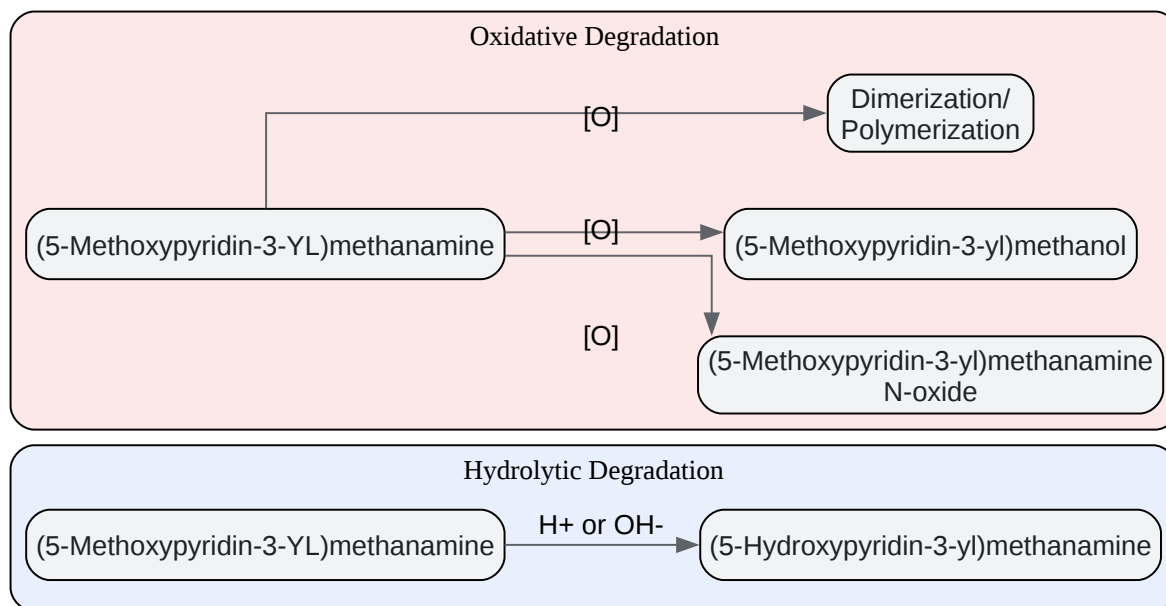 Oxidative Degradation
[O]
Dimerization/
Polymerization
(5-Methoxypyridin-3-YL)methanamine
[O]
(5-Methoxypyridin-3-yl)methanol
[O]
(5-Methoxypyridin-3-yl)methanamine
N-oxide
Hydrolytic Degradation
(5-Methoxypyridin-3-YL)methanamine
H+ or OH-
(5-Hydroxypyridin-3-yl)methanamine